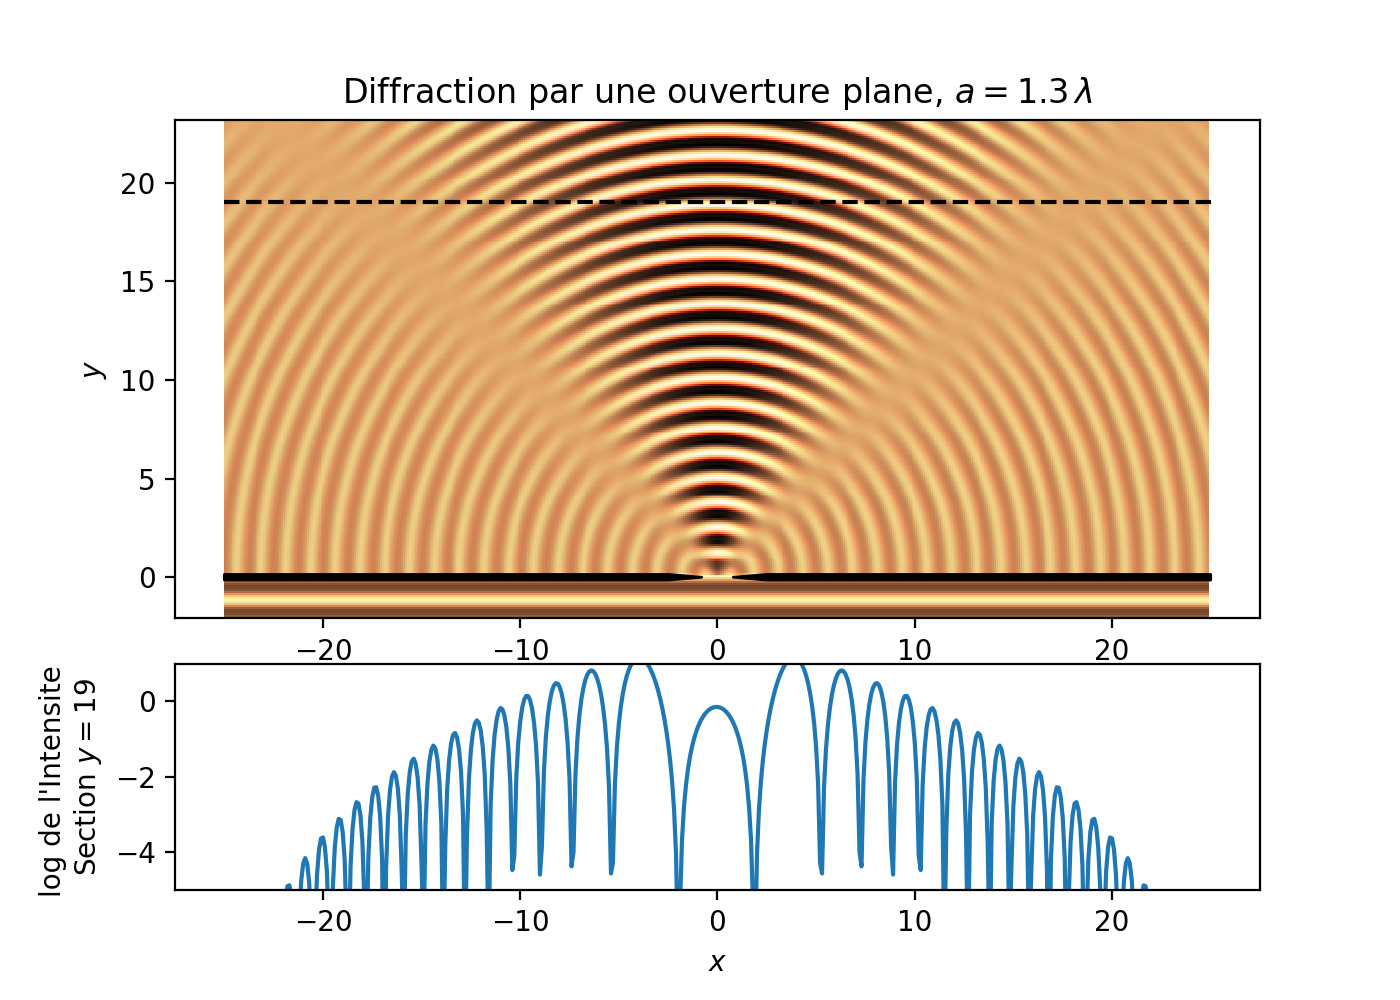 Diffraction par une ouverture plane, a = 1.3 λ
y
20
15
10
5
0
−20 −10 0 10 20
log de l'Intensite
Section y = 19
0
−2
−4
−20 −10 0 10 20
x